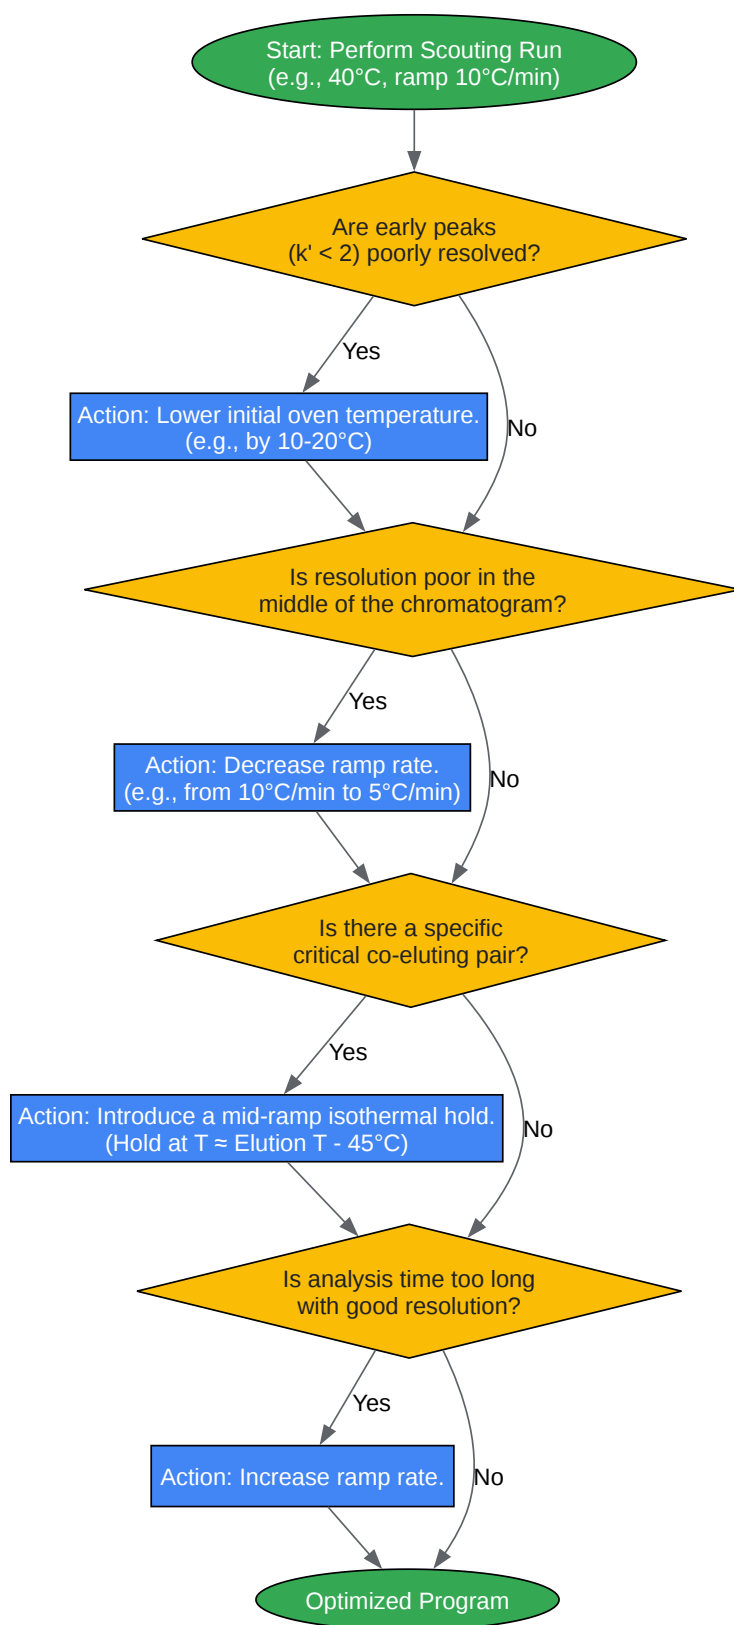 Start: Perform Scouting Run
(e.g., 40°C, ramp 10°C/min)
Are early peaks
(k' < 2) poorly resolved?
Yes
Action: Lower initial oven temperature.
(e.g., by 10-20°C)
No
Is resolution poor in the
middle of the chromatogram?
Yes
Action: Decrease ramp rate.
(e.g., from 10°C/min to 5°C/min)
No
Is there a specific
critical co-eluting pair?
Yes
Action: Introduce a mid-ramp isothermal hold.
(Hold at T ≈ Elution T - 45°C)
No
Is analysis time too long
with good resolution?
Yes
Action: Increase ramp rate.
No
Optimized Program